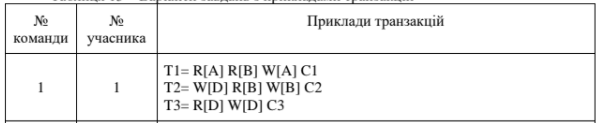 № команди
№ учасника
Приклади транзакцій
1
1
T1= R[A] R[B] W[A] C1
T2= W[D] R[B] W[B] C2
T3= R[D] W[D] C3